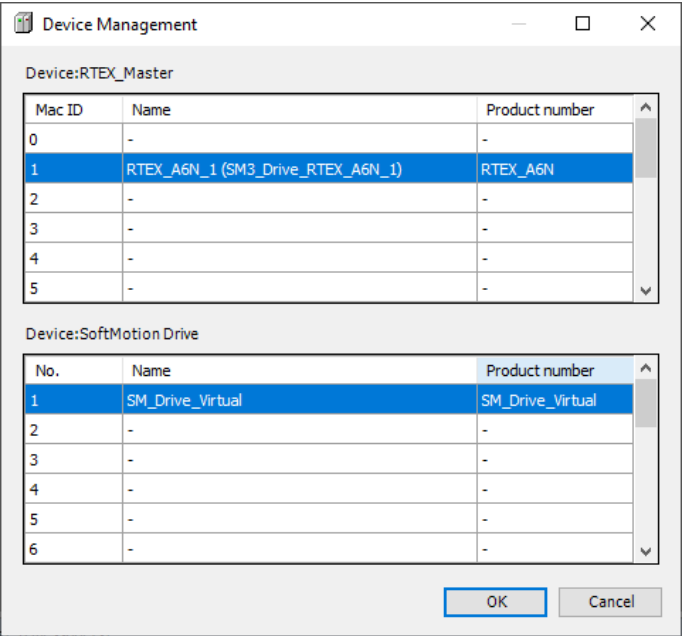 Device Management
Device:RTEX_Master
Mac ID Name Product number
0 - -
1 RTEX_A6N_1 (SM3_Drive_RTEX_A6N_1) RTEX_A6N
2 - -
3 - -
4 - -
5 - -
Device:SoftMotion Drive
No. Name Product number
1 SM_Drive_Virtual SM_Drive_Virtual
2 - -
3 - -
4 - -
5 - -
6 - -
OK Cancel